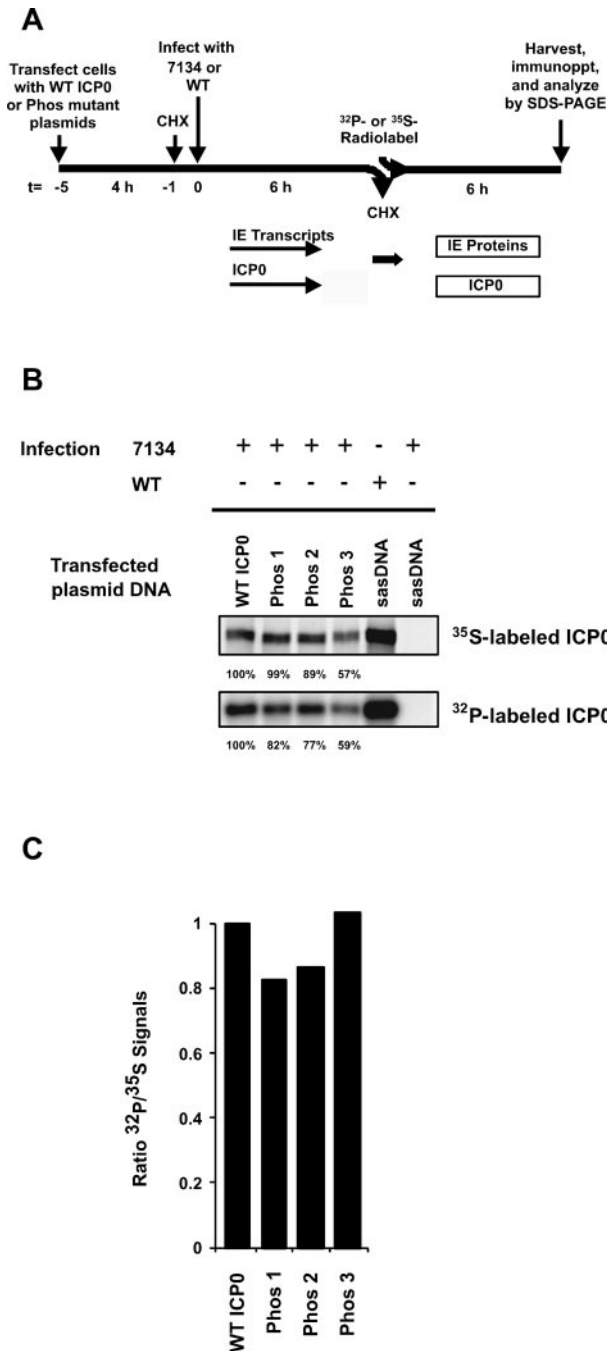 A
Transfect cells
with WT ICP0
or Phos mutant
plasmids
CHX
Infect with
7134 or
WT
32P- or 35S-
Radiolabel
CHX
Harvest,
immunoppt,
and analyze
by SDS-PAGE
t= -5 4 h -1 0 6 h 6 h
IE Transcripts
ICP0
IE Proteins
ICP0
B
Infection 7134 + + + + - +
WT - - - - + -
Transfected
plasmid DNA
WT ICP0
Phos 1
Phos 2
Phos 3
sasDNA
sasDNA
35S-labeled ICP0
100% 99% 89% 57%
32P-labeled ICP0
100% 82% 77% 59%
C
Ratio 32P/35S Signals
1
0.8
0.6
0.4
0.2
0
WT ICP0
Phos 1
Phos 2
Phos 3